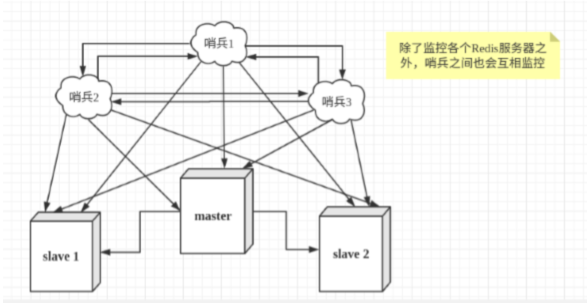 哨兵1
除了监控各个Redis服务器之
外，哨兵之间也会互相监控
哨兵2
哨兵3
master
slave 1
slave 2